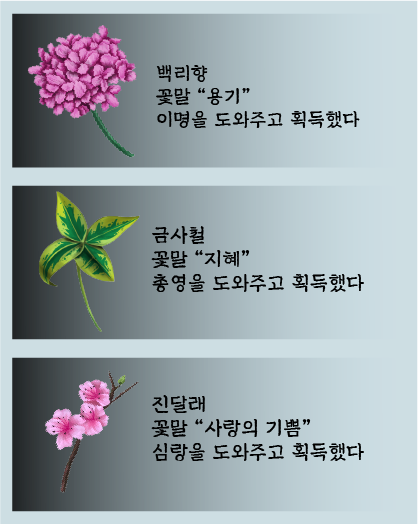 백리향
꽃말 “용기”
이명을 도와주고 획득했다
금사철
꽃말 “지혜”
총영을 도와주고 획득했다
진달래
꽃말 “사랑의 기쁨”
심랑을 도와주고 획득했다